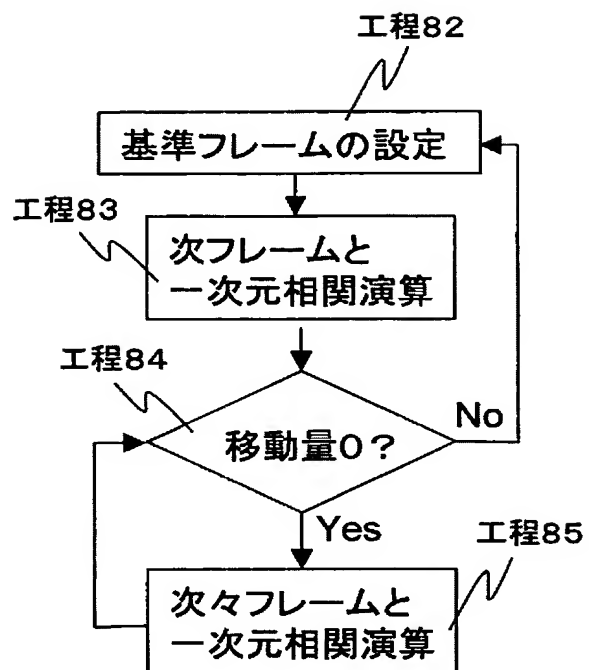 工程82
基準フレームの設定
工程83
次フレームと
一次元相関演算
工程84
移動量0?
No
Yes
工程85
次々フレームと
一次元相関演算